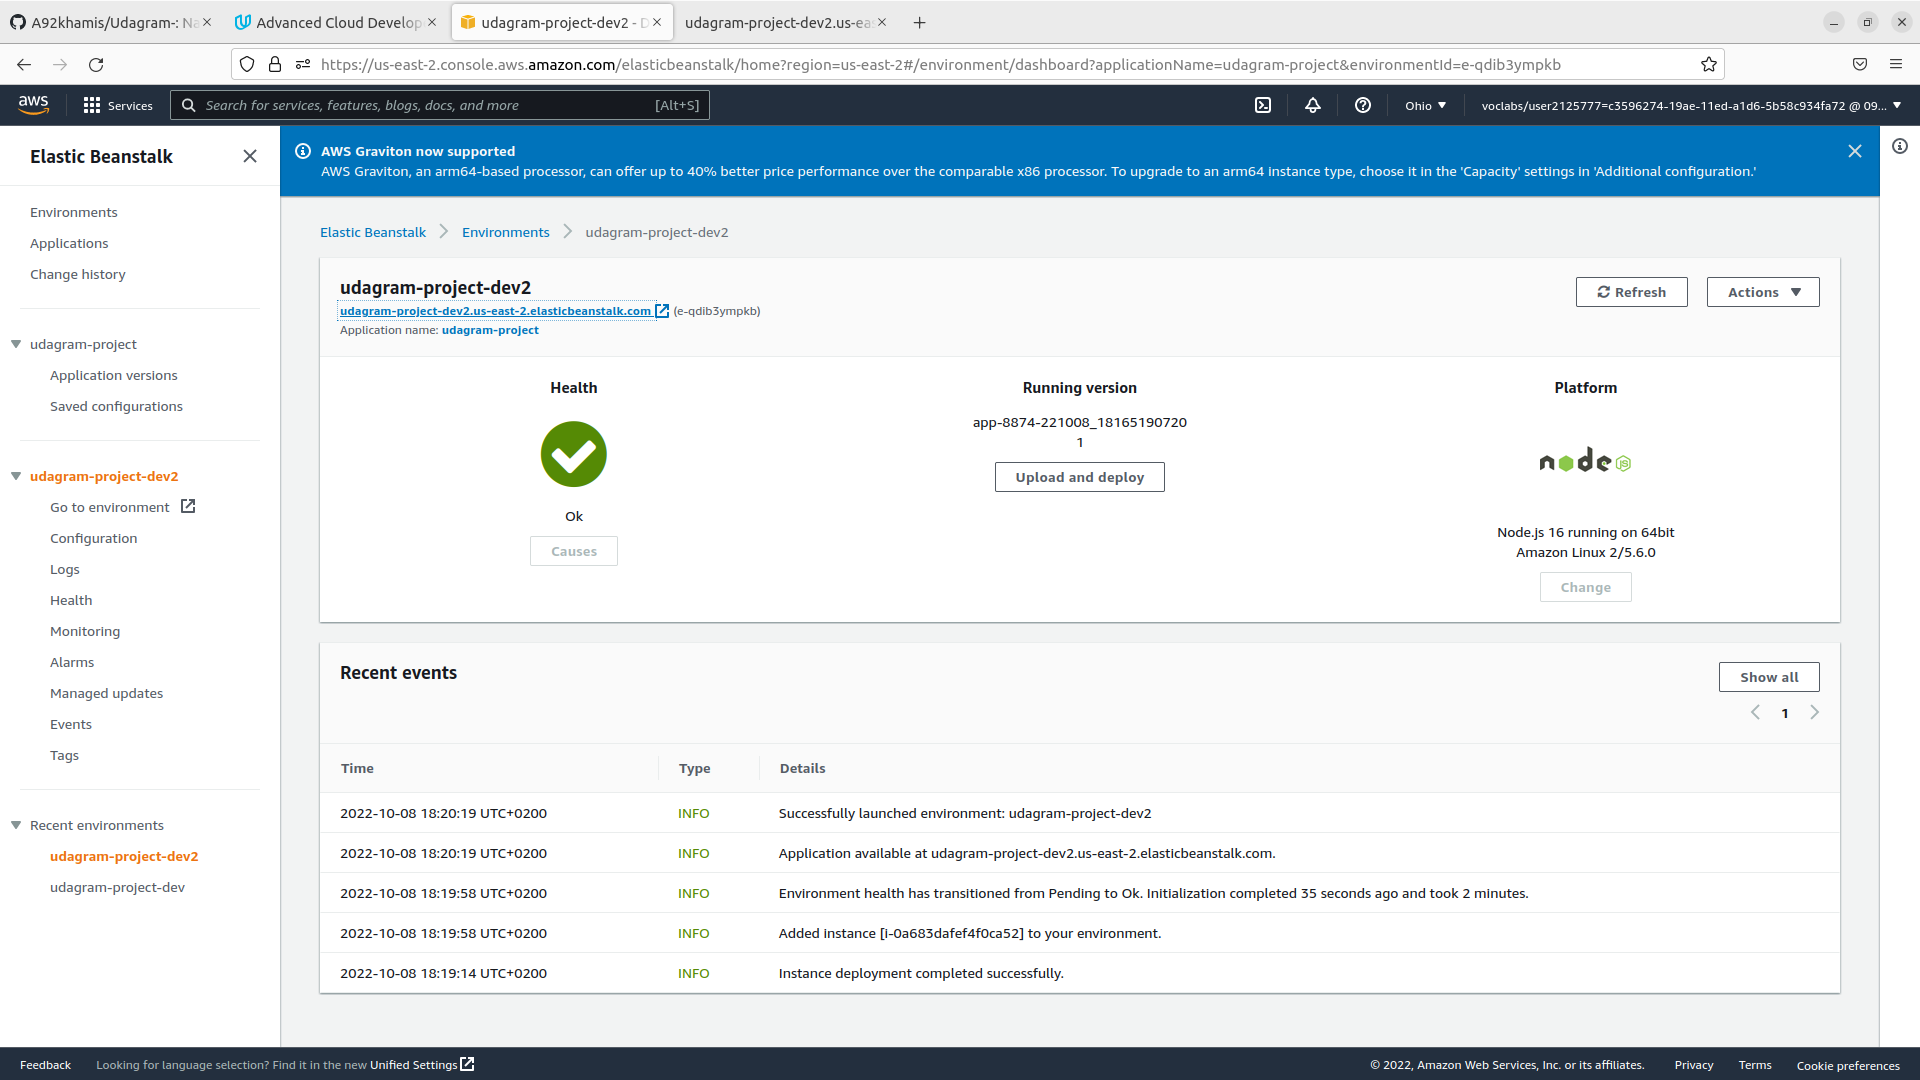 A92khamis/Udagram-: Na
Advanced Cloud Develop
udagram-project-dev2 - D
udagram-project-dev2.us-eas
https://us-east-2.console.aws.amazon.com/elasticbeanstalk/home?region=us-east-2#/environment/dashboard?applicationName=udagram-project&environmentId=e-qdib3ympkb
aws
Services
Search for services, features, blogs, docs, and more
[Alt+S]
Ohio
voclabs/user2125777=c3596274-19ae-11ed-a1d6-5b58c934fa72 @ 09...
Elastic Beanstalk
Environments
Applications
Change history
udagram-project
Application versions
Saved configurations
udagram-project-dev2
Go to environment
Configuration
Logs
Health
Monitoring
Alarms
Managed updates
Events
Tags
Recent environments
udagram-project-dev2
udagram-project-dev
AWS Graviton now supported
AWS Graviton, an arm64-based processor, can offer up to 40% better price performance over the comparable x86 processor. To upgrade to an arm64 instance type, choose it in the 'Capacity' settings in 'Additional configuration.'
Elastic Beanstalk
Environments
udagram-project-dev2
udagram-project-dev2
udagram-project-dev2.us-east-2.elasticbeanstalk.com (e-qdib3ympkb)
Application name: udagram-project
Refresh
Actions
Health
Ok
Causes
Running version
app-8874-221008_18165190720
1
Upload and deploy
Platform
node JS
Node.js 16 running on 64bit
Amazon Linux 2/5.6.0
Change
Recent events
Show all
1
Time Type Details
2022-10-08 18:20:19 UTC+0200 INFO Successfully launched environment: udagram-project-dev2
2022-10-08 18:20:19 UTC+0200 INFO Application available at udagram-project-dev2.us-east-2.elasticbeanstalk.com.
2022-10-08 18:19:58 UTC+0200 INFO Environment health has transitioned from Pending to Ok. Initialization completed 35 seconds ago and took 2 minutes.
2022-10-08 18:19:58 UTC+0200 INFO Added instance [i-0a683dafef4f0ca52] to your environment.
2022-10-08 18:19:14 UTC+0200 INFO Instance deployment completed successfully.
Feedback
Looking for language selection? Find it in the new Unified Settings
© 2022, Amazon Web Services, Inc. or its affiliates.
Privacy
Terms
Cookie preferences